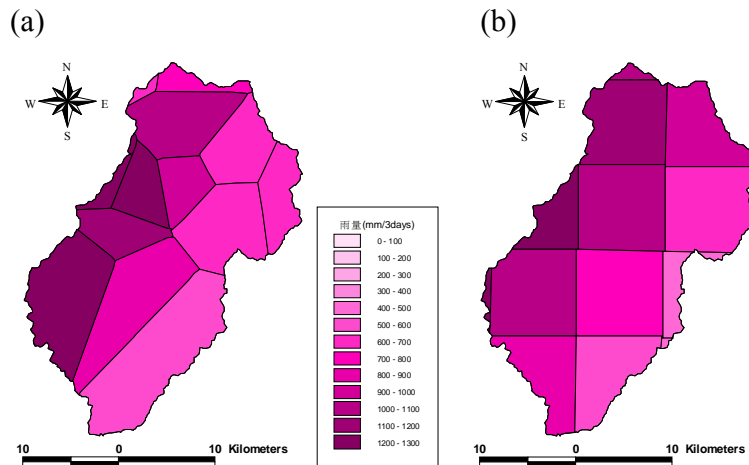 (a)
(b)
N
W E
S
N
W E
S
雨量(mm/3days)
0 - 100
100 - 200
200 - 300
300 - 400
400 - 500
500 - 600
600 - 700
700 - 800
800 - 900
900 - 1000
1000 - 1100
1100 - 1200
1200 - 1300
10 0 10 Kilometers
10 0 10 Kilometers